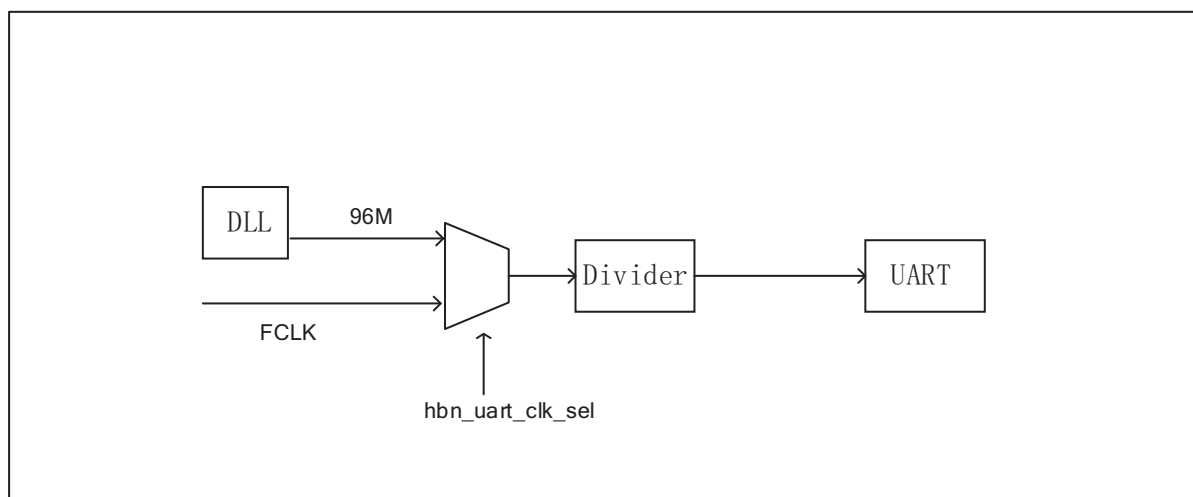 96M
DLL
Divider
UART
FCLK
hbn_uart_clk_sel